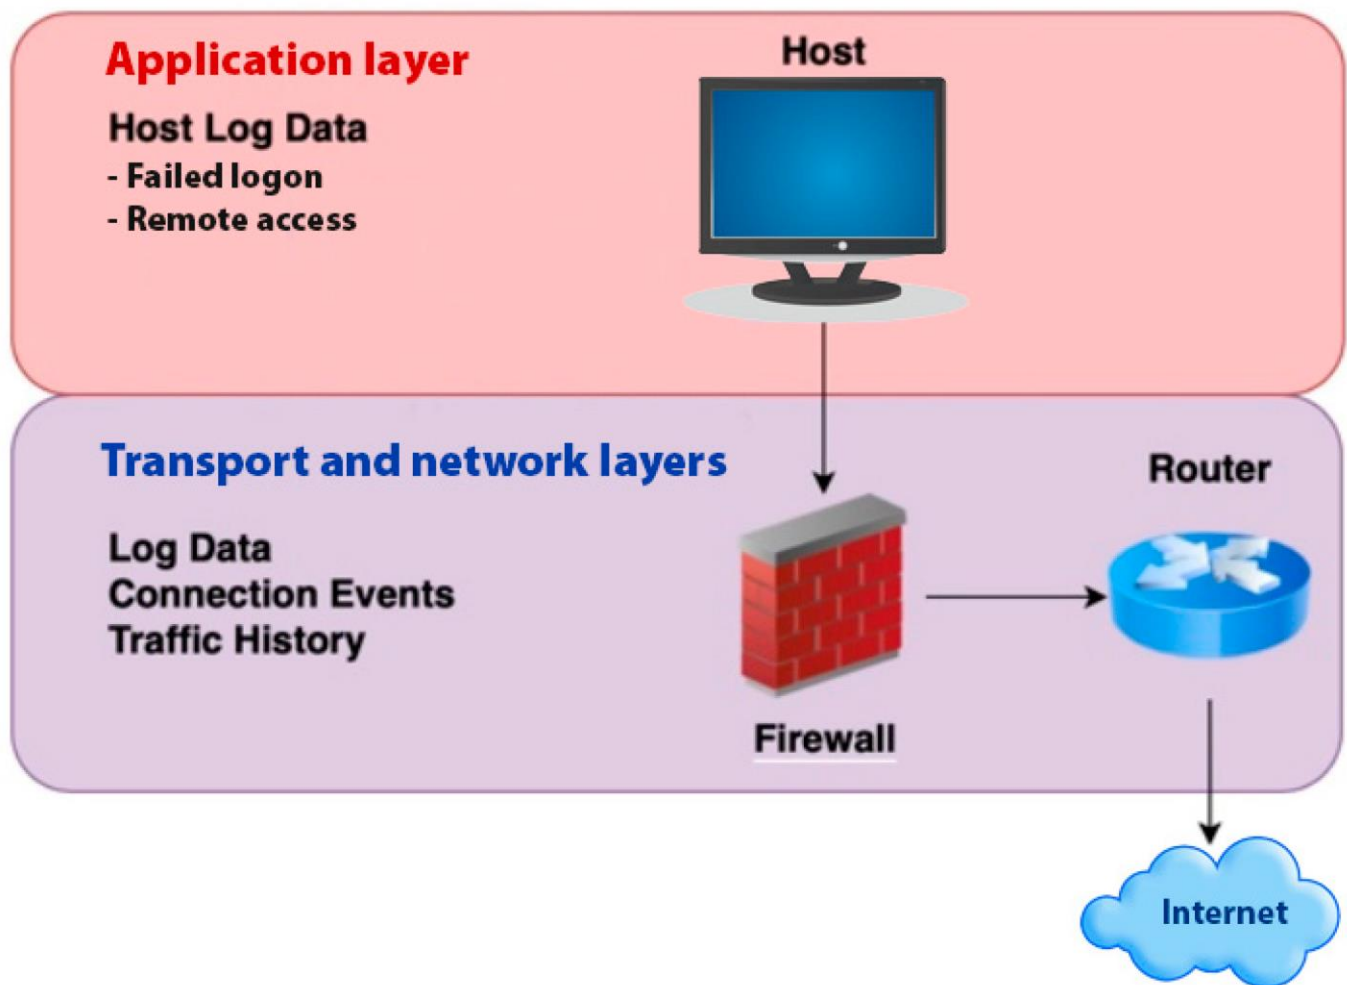 Application layer
Host Log Data
- Failed logon
- Remote access
Host
Transport and network layers
Log Data
Connection Events
Traffic History
Firewall
Router
Internet